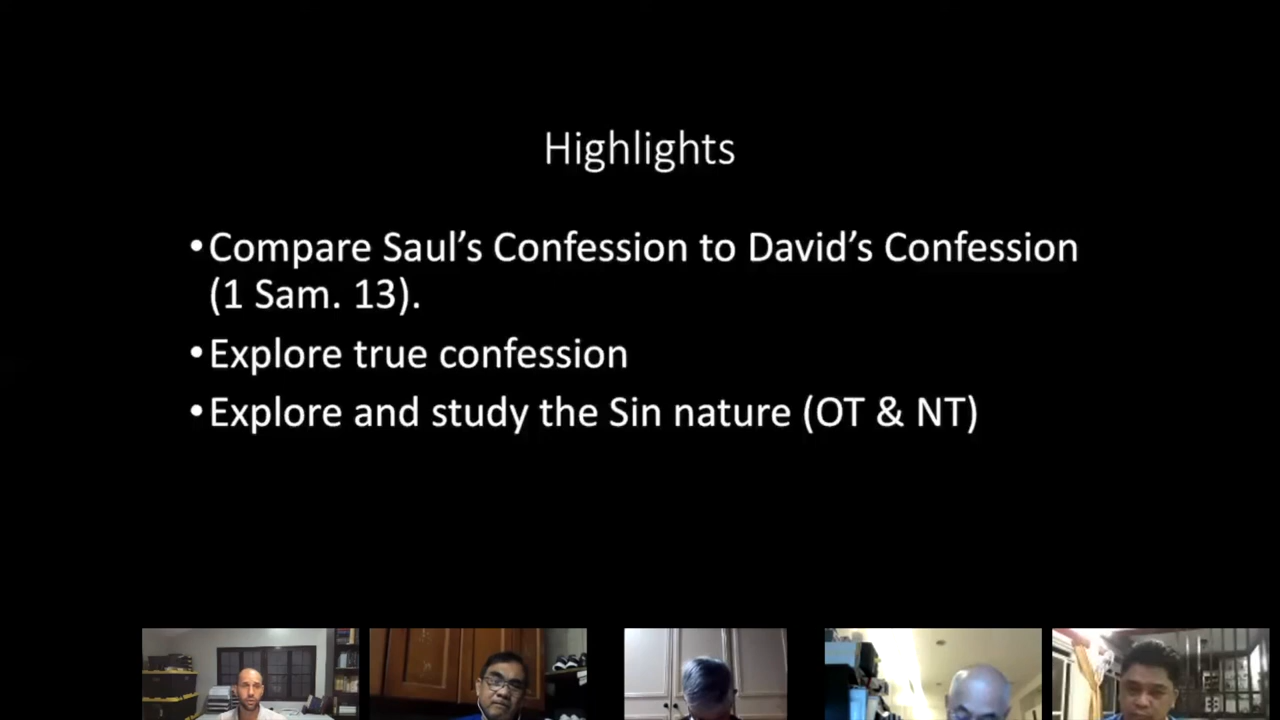 Highlights
•Compare Saul’s Confession to David’s Confession
(1 Sam. 13).
•Explore true confession
•Explore and study the Sin nature (OT & NT)